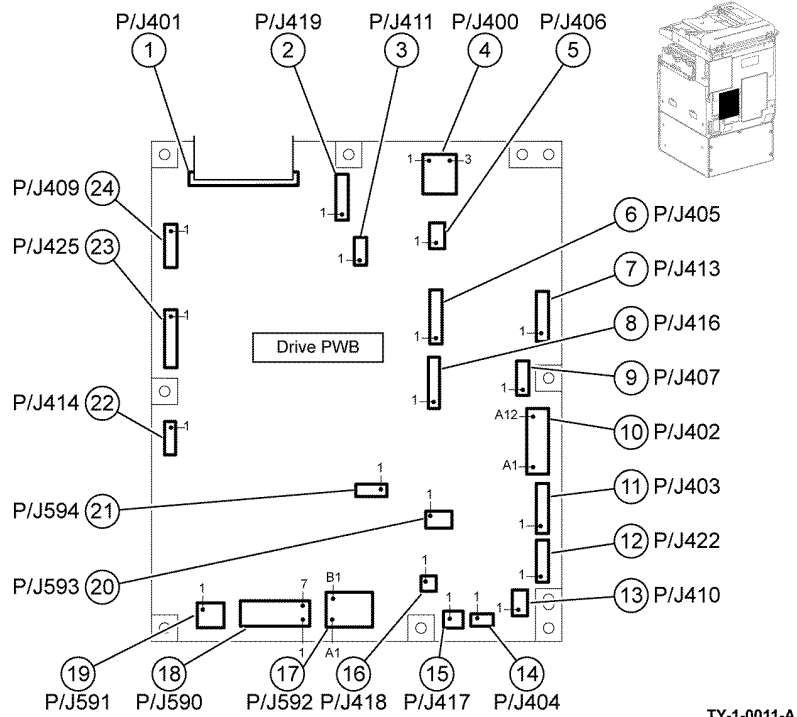 P/J401 P/J419 P/J411 P/J400 P/J406
1 2 3 4 5
1 3
P/J409 24
1
1
1
1
6 P/J405
P/J425 23
1
7 P/J413
1
1
1
Drive PWB
8 P/J416
9 P/J407
1
1
P/J414 22
1
A12
10 P/J402
A1
1
11 P/J403
P/J594 21
1
1
12 P/J422
P/J593 20
1
1
13 P/J410
1
1
7
B1
1
1
1
A1
19 18 17 16 15 14
P/J591 P/J590 P/J592 P/J418 P/J417 P/J404
TY-1-0011-A